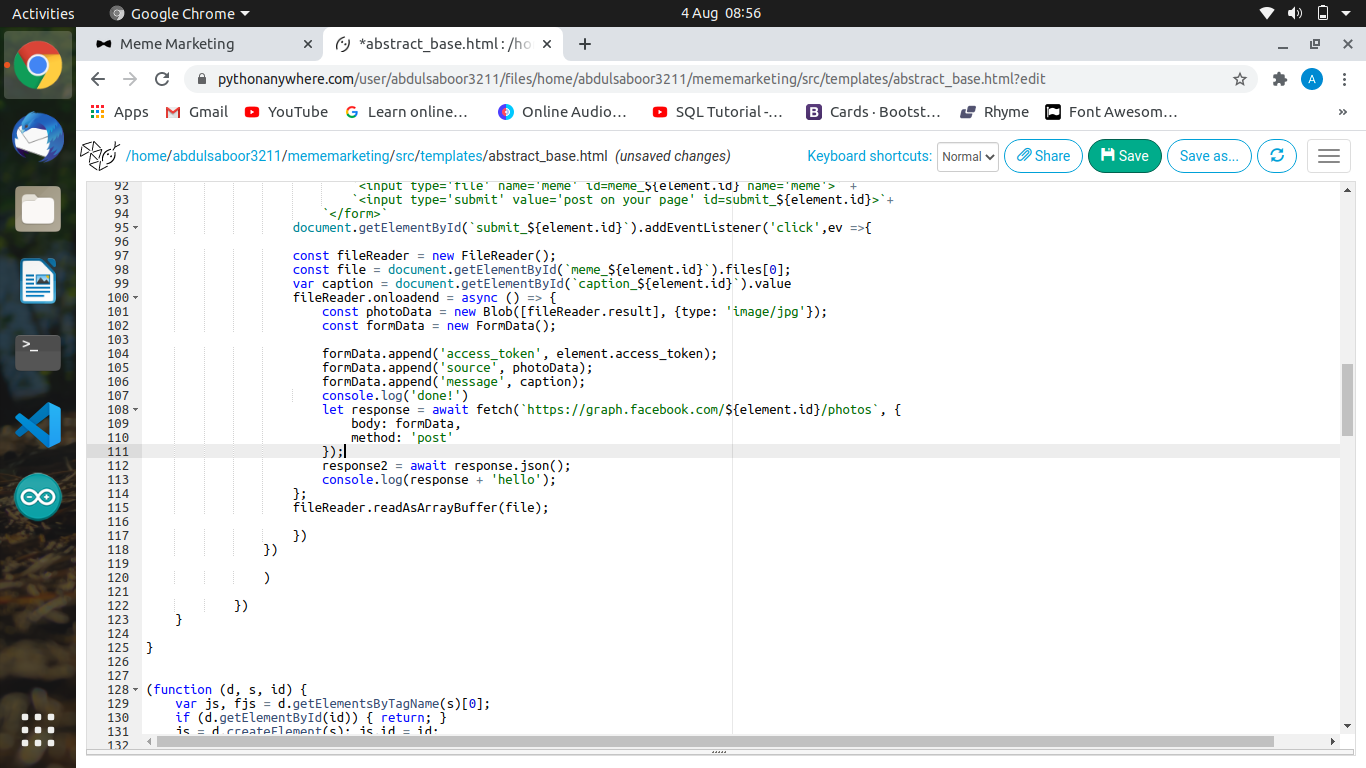 Activities Google Chrome 4 Aug 08:56
Meme Marketing *abstract_base.html : /ho
pythonanywhere.com/user/abdulsaboor3211/files/home/abdulsaboor3211/mememarketing/src/templates/abstract_base.html?edit A
Apps Gmail YouTube Learn online... Online Audio... SQL Tutorial -... Cards · Bootst... Rhyme Font Awesom... »
/home/abdulsaboor3211/mememarketing/src/templates/abstract_base.html (unsaved changes) Keyboard shortcuts: Normal Share Save Save as...
92 `<input type='file' name='meme' id=meme_${element.id} name='meme'>` +
93 `<input type='submit' value='post on your page' id=submit_${element.id}>`+
94 `</form>`
95 document.getElementById(`submit_${element.id}`).addEventListener('click',ev =>{
96
97 const fileReader = new FileReader();
98 const file = document.getElementById(`meme_${element.id}`).files[0];
99 var caption = document.getElementById(`caption_${element.id}`).value
100 fileReader.onloadend = async () => {
101 const photoData = new Blob([fileReader.result], {type: 'image/jpg'});
102 const formData = new FormData();
103
104 formData.append('access_token', element.access_token);
105 formData.append('source', photoData);
106 formData.append('message', caption);
107 console.log('done!')
108 let response = await fetch(`https://graph.facebook.com/${element.id}/photos`, {
109 body: formData,
110 method: 'post'
111 });
112 response2 = await response.json();
113 console.log(response + 'hello');
114 };
115 fileReader.readAsArrayBuffer(file);
116
117 })
118 })
119
120 )
121
122 })
123 }
124
125 }
126
127
128 (function (d, s, id) {
129 var js, fjs = d.getElementsByTagName(s)[0];
130 if (d.getElementById(id)) { return; }
131 js = d.createElement(s); js.id = id;
132